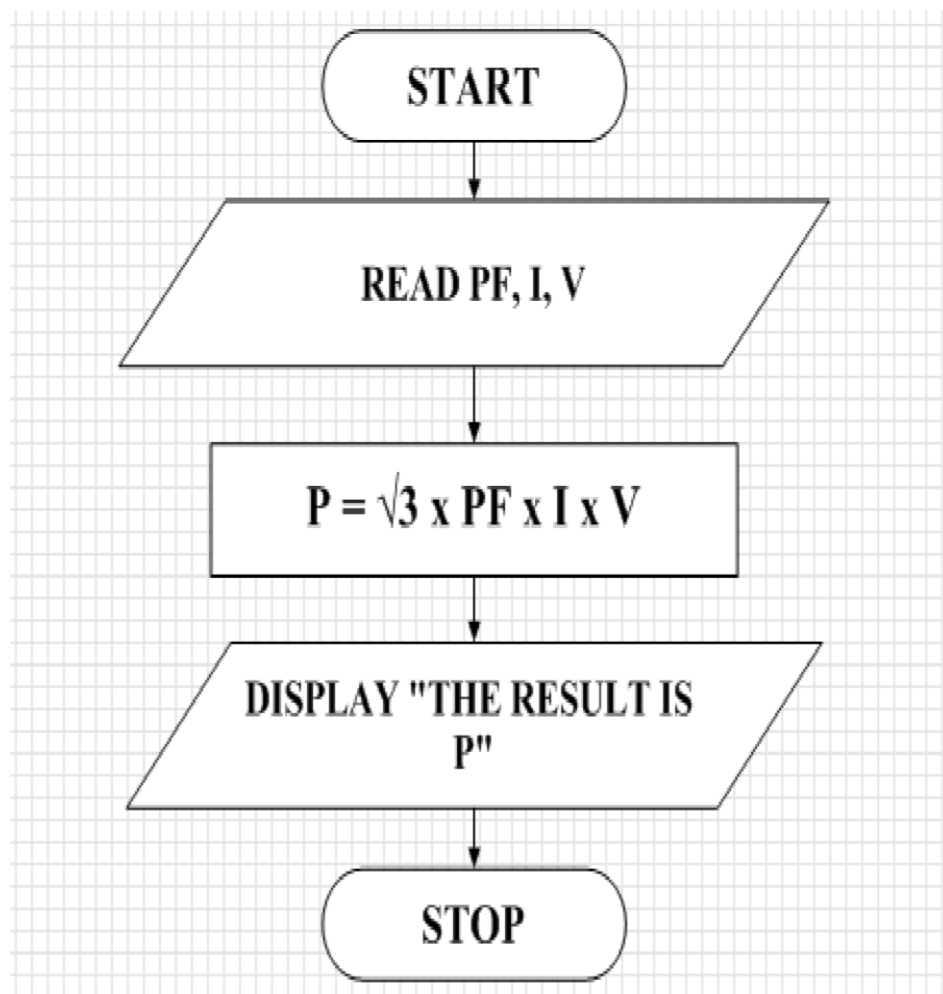 START
READ PF, I, V
P = √3 x PF x I x V
DISPLAY "THE RESULT IS
P"
STOP